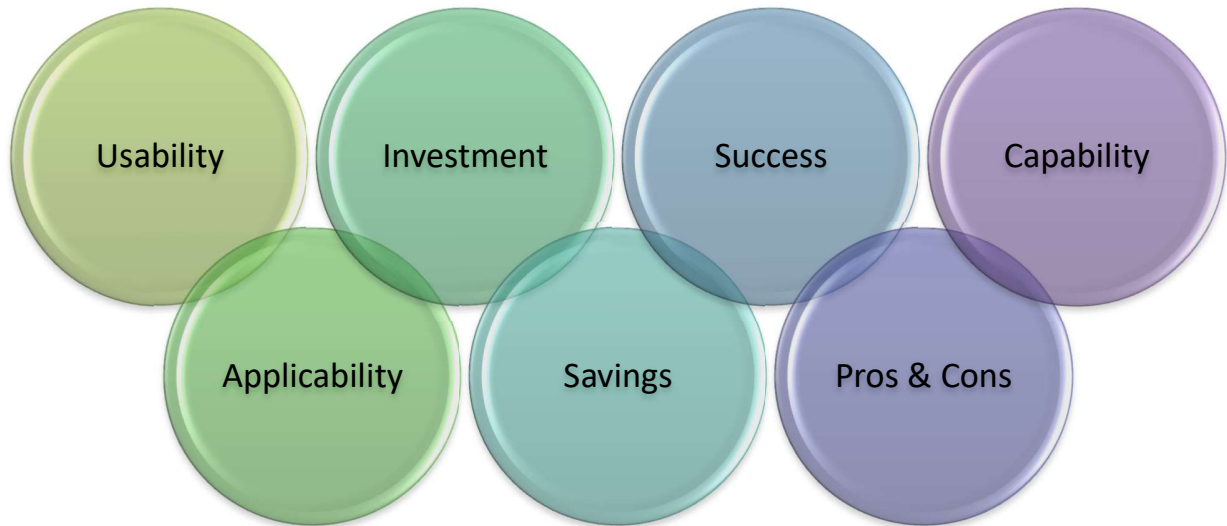 Usability
Investment
Success
Capability
Applicability
Savings
Pros & Cons